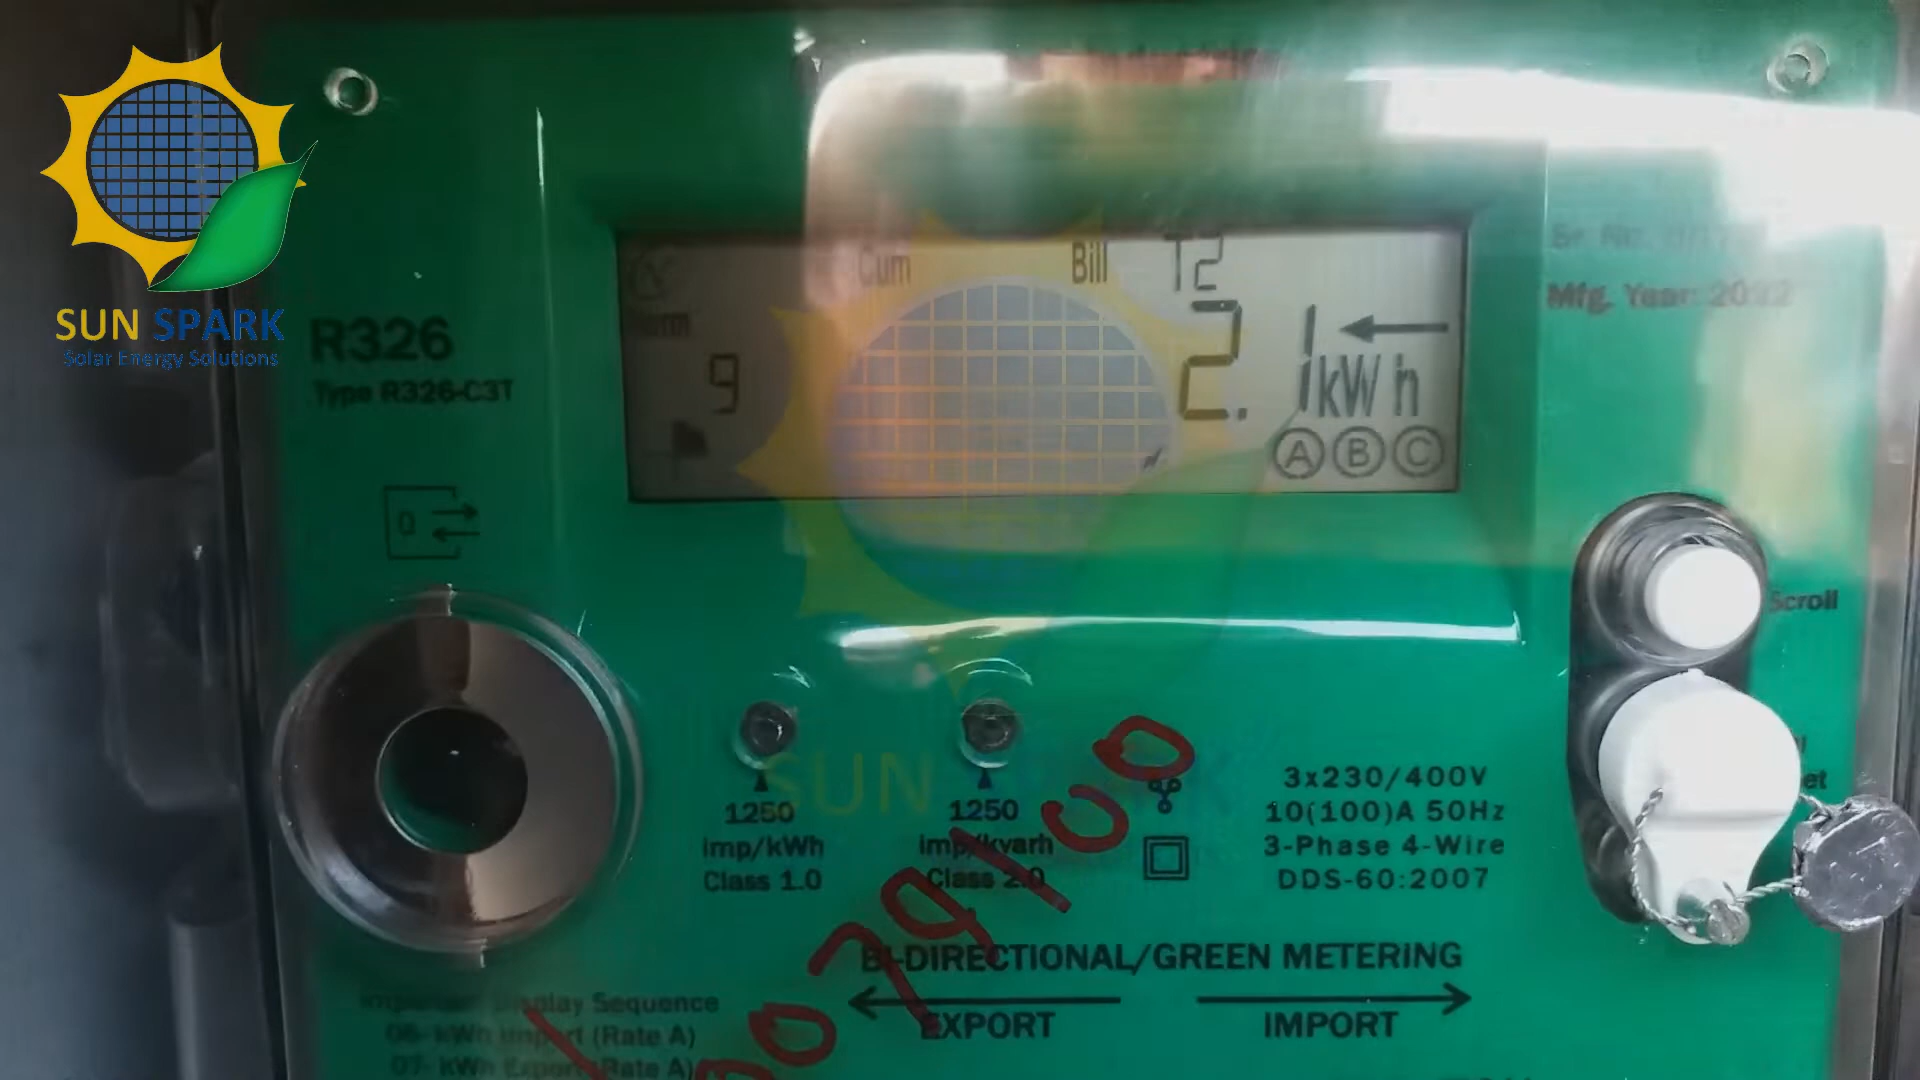 SUN SPARK
Solar Energy Solutions
R326
Type R326-C3T
Cum Bill T2
9 2.1 kWh
A B C
Mfg. Year: 2022
Scroll
1250
imp/kWh
Class 1.0
1250
imp/kvarh
Class 2.0
3x230/400V
10(100)A 50Hz
3-Phase 4-Wire
DDS-60:2007
BI-DIRECTIONAL/GREEN METERING
EXPORT IMPORT
Important Display Sequence
06- kWh Import (Rate A)
07- kWh Export (Rate A)
SUN